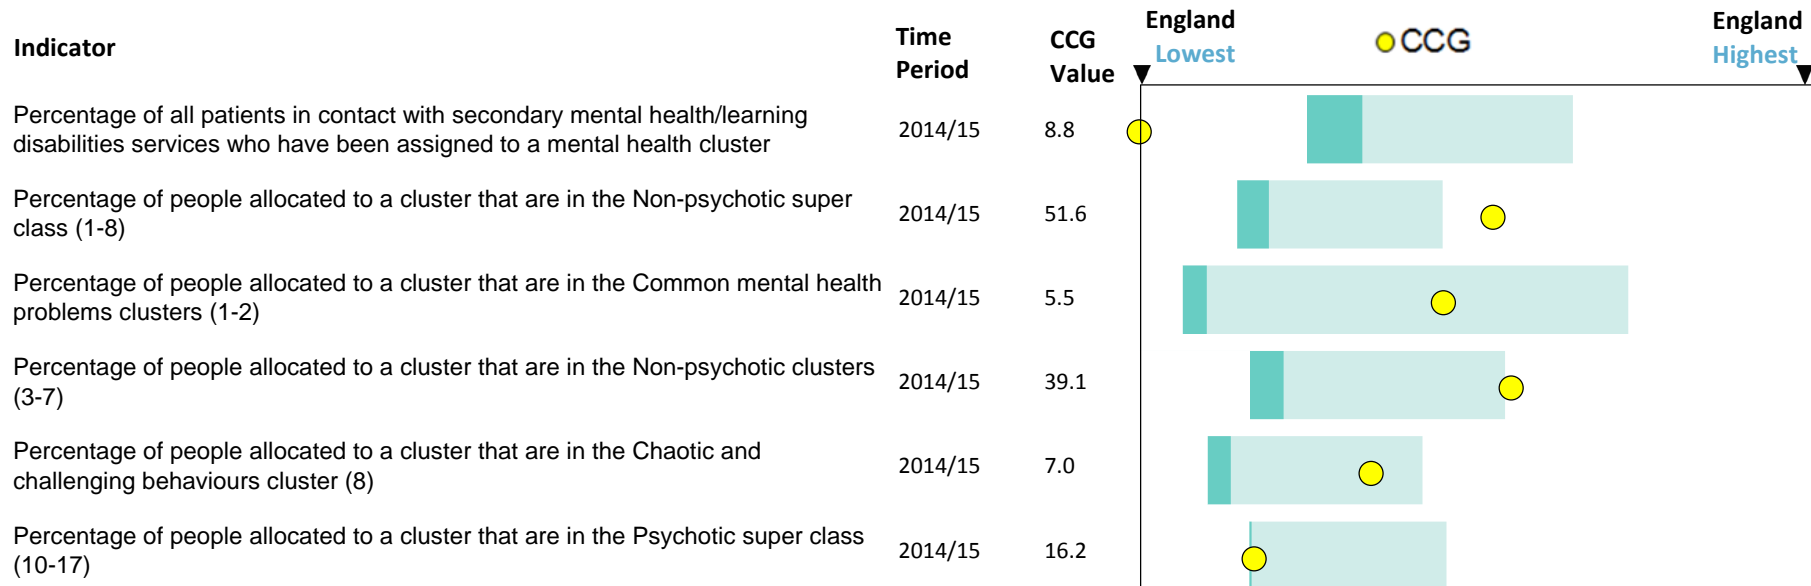 Indicator
Time Period
CCG Value
England Lowest
CCG
England Highest
Percentage of all patients in contact with secondary mental health/learning
disabilities services who have been assigned to a mental health cluster
2014/15
8.8
Percentage of people allocated to a cluster that are in the Non-psychotic super
class (1-8)
2014/15
51.6
Percentage of people allocated to a cluster that are in the Common mental health
problems clusters (1-2)
2014/15
5.5
Percentage of people allocated to a cluster that are in the Non-psychotic clusters
(3-7)
2014/15
39.1
Percentage of people allocated to a cluster that are in the Chaotic and
challenging behaviours cluster (8)
2014/15
7.0
Percentage of people allocated to a cluster that are in the Psychotic super class
(10-17)
2014/15
16.2